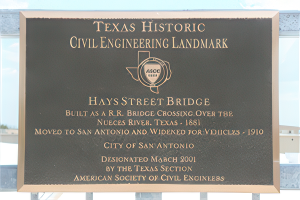 Texas Historic
Civil Engineering Landmark
ASCE
Hays Street Bridge
Built as a R.R. Bridge Crossing Over the
Nueces River, Texas - 1881
Moved to San Antonio and Widened for Vehicles - 1910
City of San Antonio
Designated March 2001
by the Texas Section
American Society of Civil Engineers